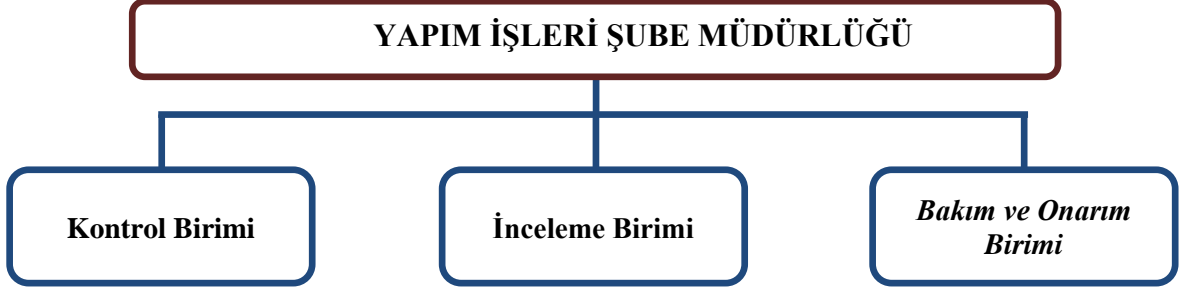 YAPIM İŞLERİ ŞUBE MÜDÜRLÜĞÜ
Kontrol Birimi
İnceleme Birimi
Bakım ve Onarım
Birimi